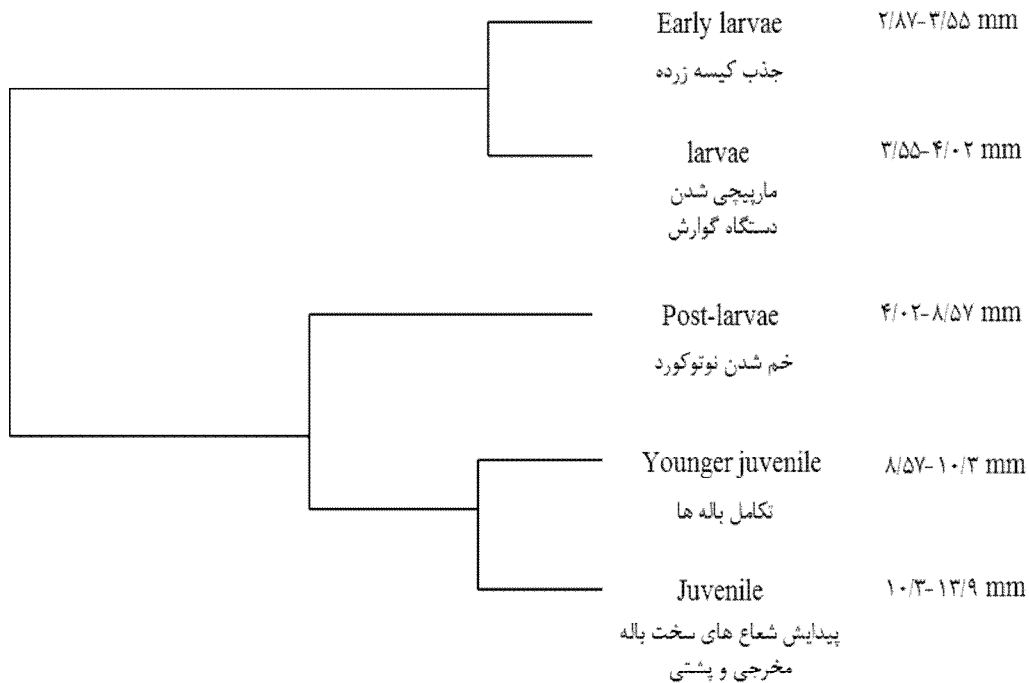 Early larvae ۲/۸۷-۳/۵۵ mm
جذب کیسه زرده
larvae ۳/۵۵-۴/۰۲ mm
مارپیچی شدن
دستگاه گوارش
Post-larvae ۴/۰۲-۸/۵۷ mm
خم شدن نوتوکورد
Younger juvenile ۸/۵۷-۱۰/۳ mm
تکامل باله ها
Juvenile ۱۰/۳-۱۳/۹ mm
پیدایش شعاع های سخت باله
مخرجی و پشتی